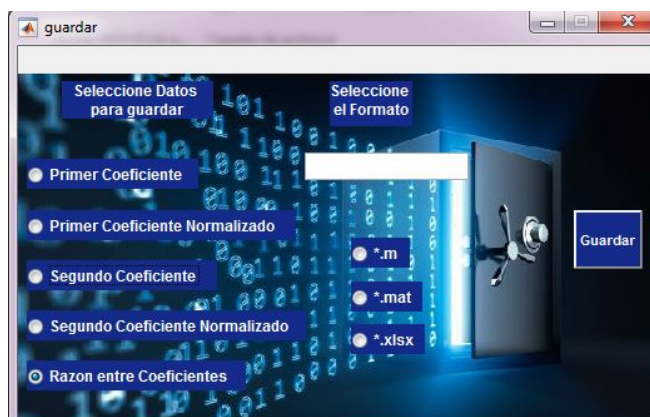 guardar
Seleccione Datos
para guardar
Seleccione
el Formato
Primer Coeficiente
Primer Coeficiente Normalizado
Segundo Coeficiente
Segundo Coeficiente Normalizado
Razon entre Coeficientes
*.m
*.mat
*.xlsx
Guardar